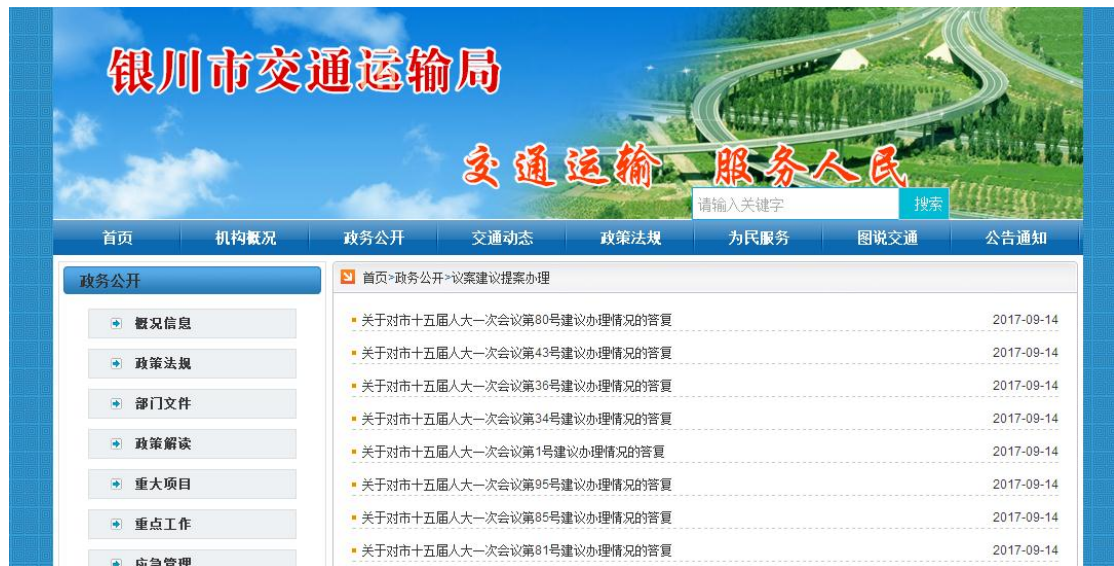 银川市交通运输局
交通运输 服务人民
请输入关键字 搜索
首页 机构概况 政务公开 交通动态 政策法规 为民服务 图说交通 公告通知
政务公开
概况信息
政策法规
部门文件
政策解读
重大项目
重点工作
应急管理
首页>政务公开>议案建议提案办理
关于对市十五届人大一次会议第80号建议办理情况的答复 2017-09-14
关于对市十五届人大一次会议第43号建议办理情况的答复 2017-09-14
关于对市十五届人大一次会议第36号建议办理情况的答复 2017-09-14
关于对市十五届人大一次会议第34号建议办理情况的答复 2017-09-14
关于对市十五届人大一次会议第1号建议办理情况的答复 2017-09-14
关于对市十五届人大一次会议第95号建议办理情况的答复 2017-09-14
关于对市十五届人大一次会议第85号建议办理情况的答复 2017-09-14
关于对市十五届人大一次会议第81号建议办理情况的答复 2017-09-14